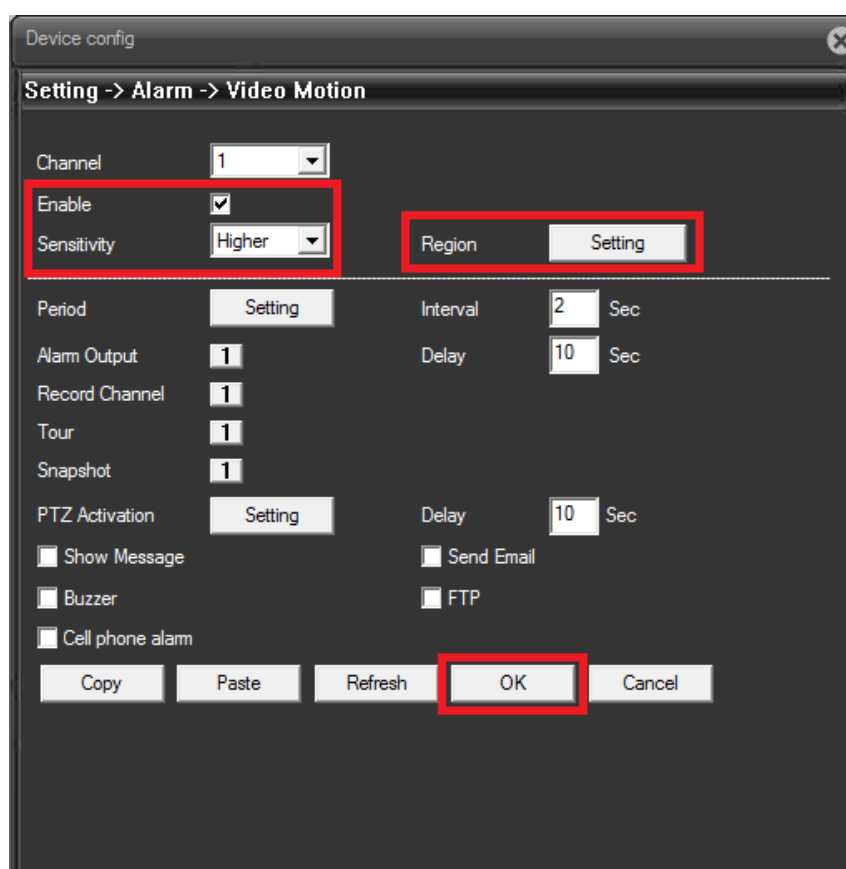 Device config
Setting -> Alarm -> Video Motion
Channel 1
Enable
Sensitivity Higher Region Setting
Period Setting Interval 2 Sec
Alarm Output 1 Delay 10 Sec
Record Channel 1
Tour 1
Snapshot 1
PTZ Activation Setting Delay 10 Sec
Show Message Send Email
Buzzer FTP
Cell phone alarm
Copy Paste Refresh OK Cancel